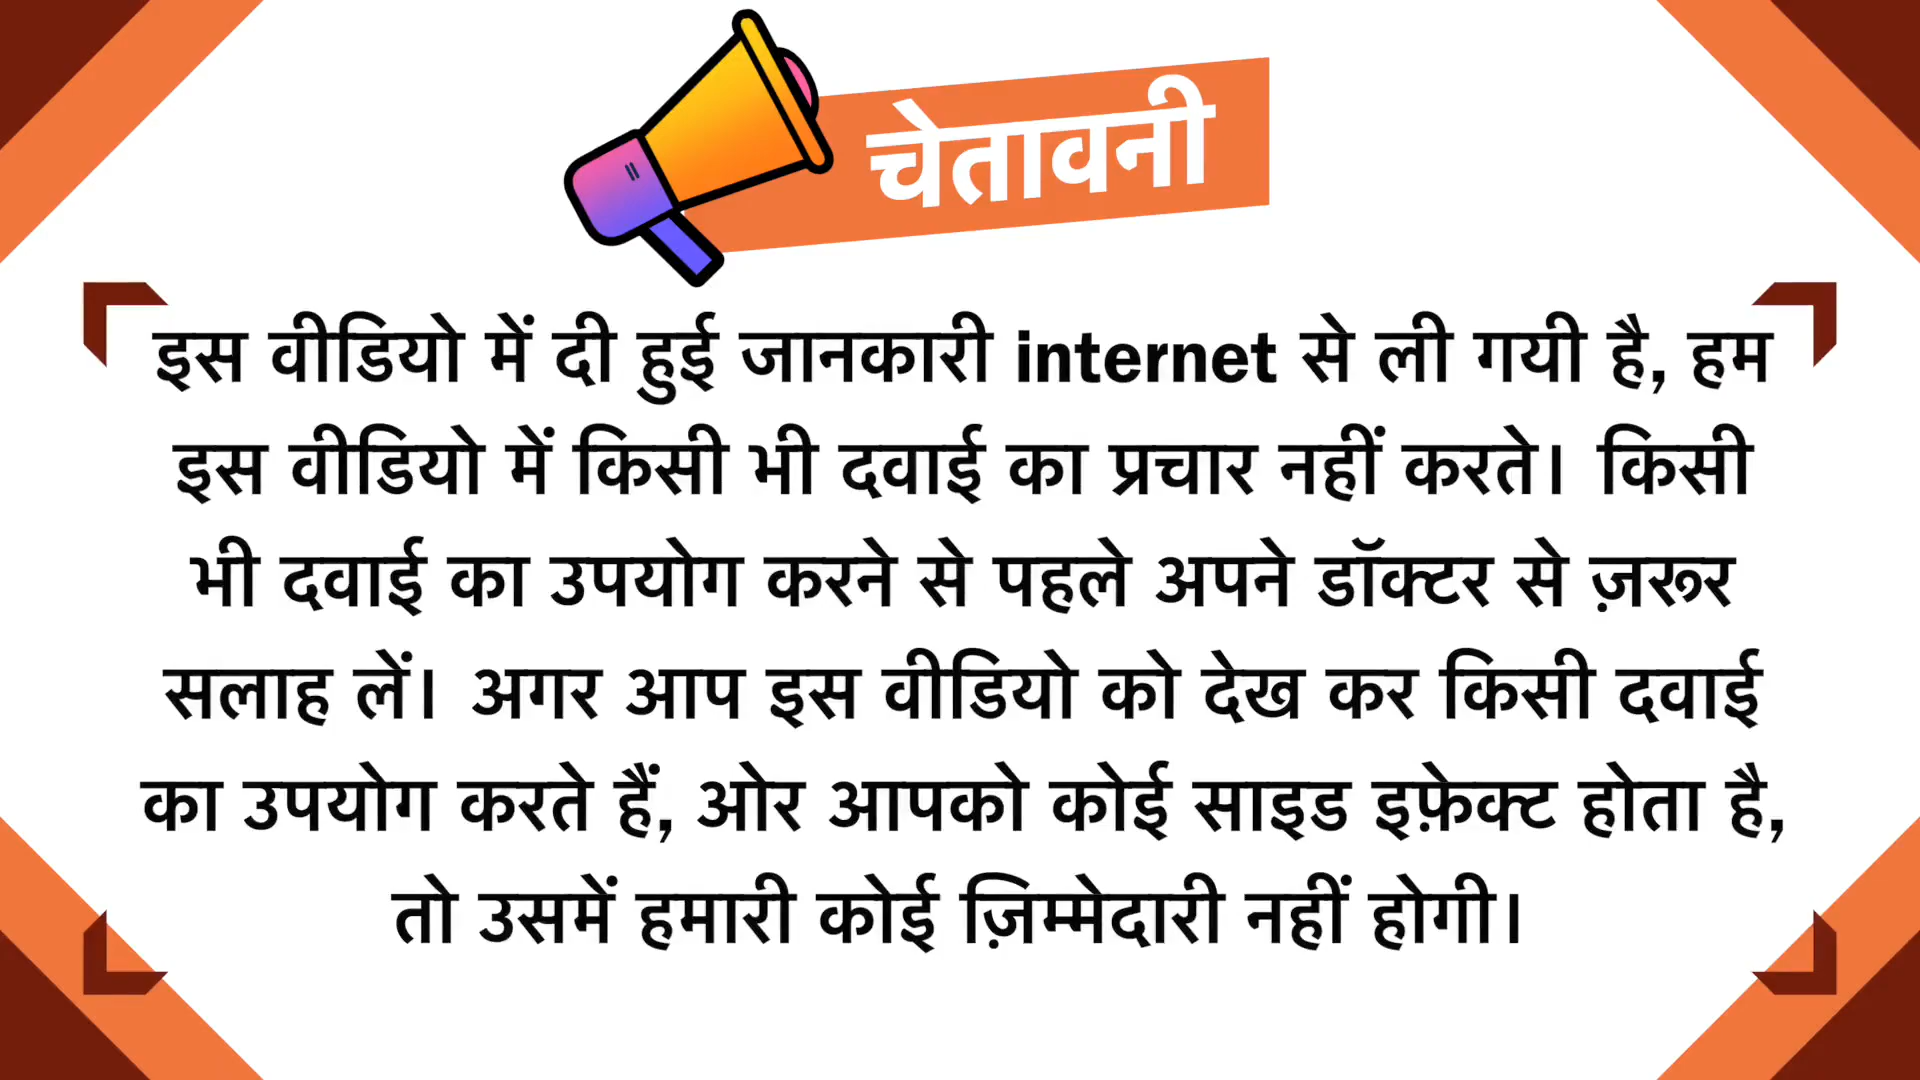 चेतावनी
इस वीडियो में दी हुई जानकारी internet से ली गयी है, हम
इस वीडियो में किसी भी दवाई का प्रचार नहीं करते। किसी
भी दवाई का उपयोग करने से पहले अपने डॉक्टर से ज़रूर
सलाह लें। अगर आप इस वीडियो को देख कर किसी दवाई
का उपयोग करते हैं, ओर आपको कोई साइड इफ़ेक्ट होता है,
तो उसमें हमारी कोई ज़िम्मेदारी नहीं होगी।